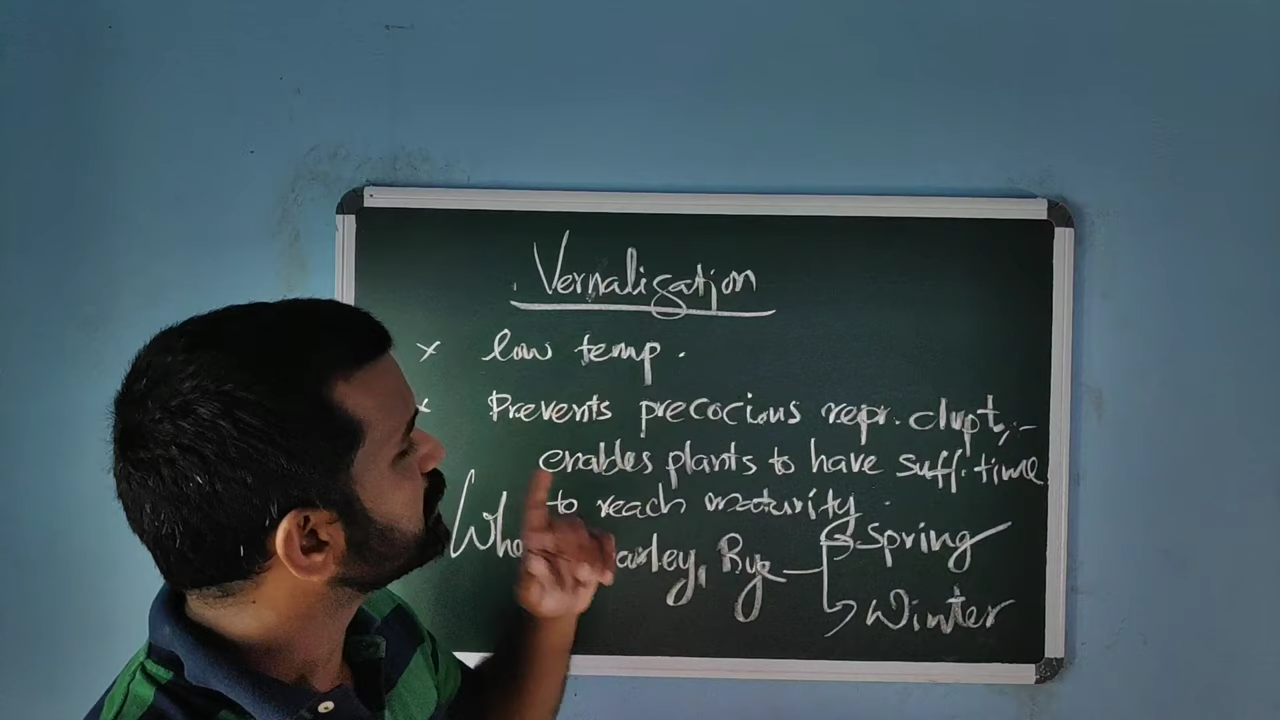 Vernalisation
× low temp.
× Prevents precocious repr. dvpt,:-
enables plants to have suff. time
to reach maturity.
Rye Spring
Winter